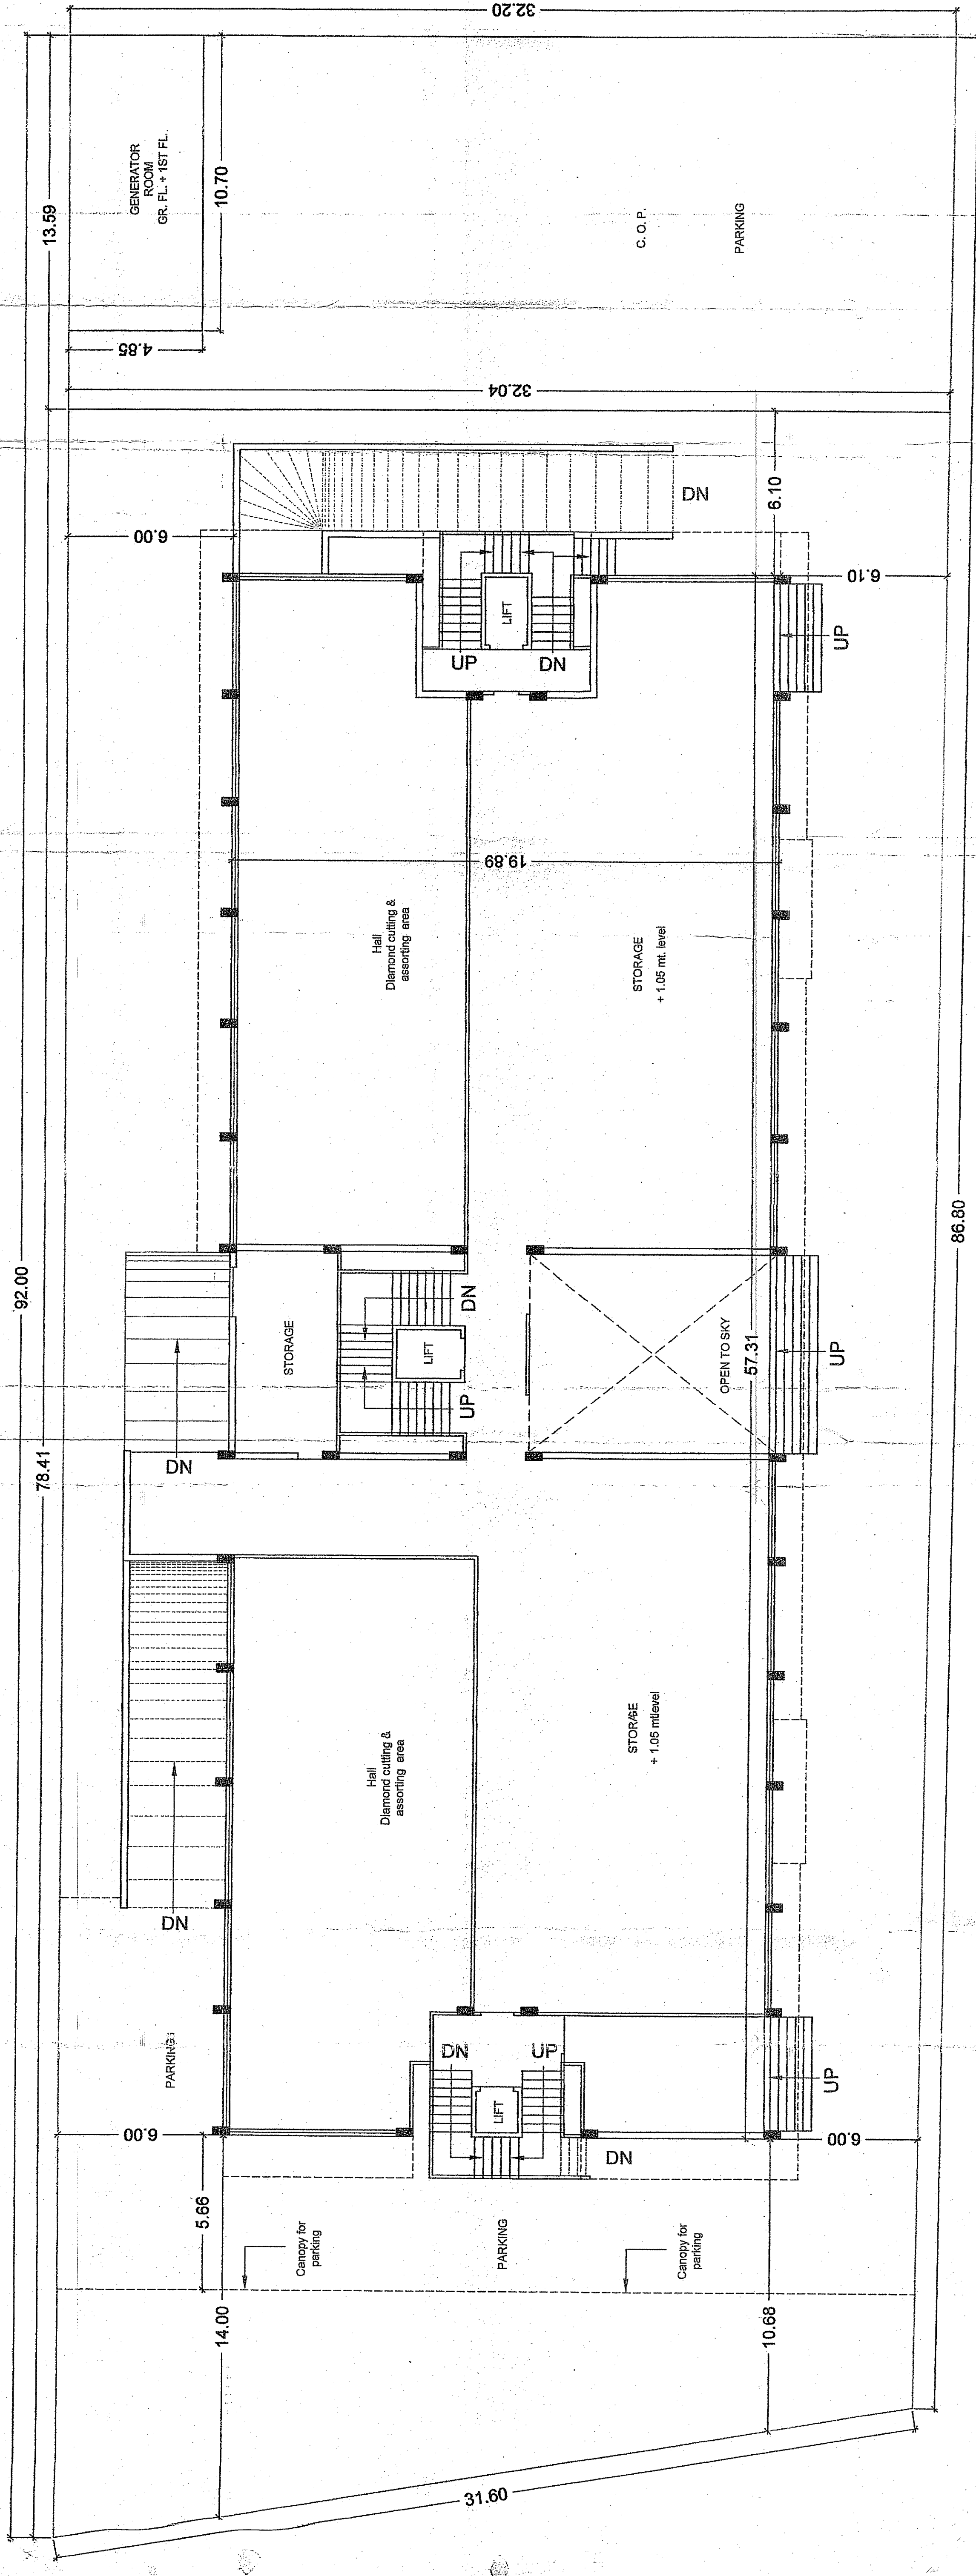 32.20
92.00
13.59
GENERATOR
ROOM
GR. FL. + 1ST FL.
10.70
4.85
C. O. P.
PARKING
32.04
6.00
DN
6.10
6.10
LIFT
UP
DN
UP
19.89
Hall
Diamond cutting &
assorting area
STORAGE
+ 1.05 mt. level
86.80
78.41
DN
STORAGE
DN
LIFT
UP
OPEN TO SKY
57.31
UP
DN
Hall
Diamond cutting &
assorting area
STORAGE
+ 1.05 mtlevel
PARKINGS
DN
UP
LIFT
UP
6.00
6.00
DN
5.66
Canopy for
parking
PARKING
Canopy for
parking
14.00
10.68
31.60